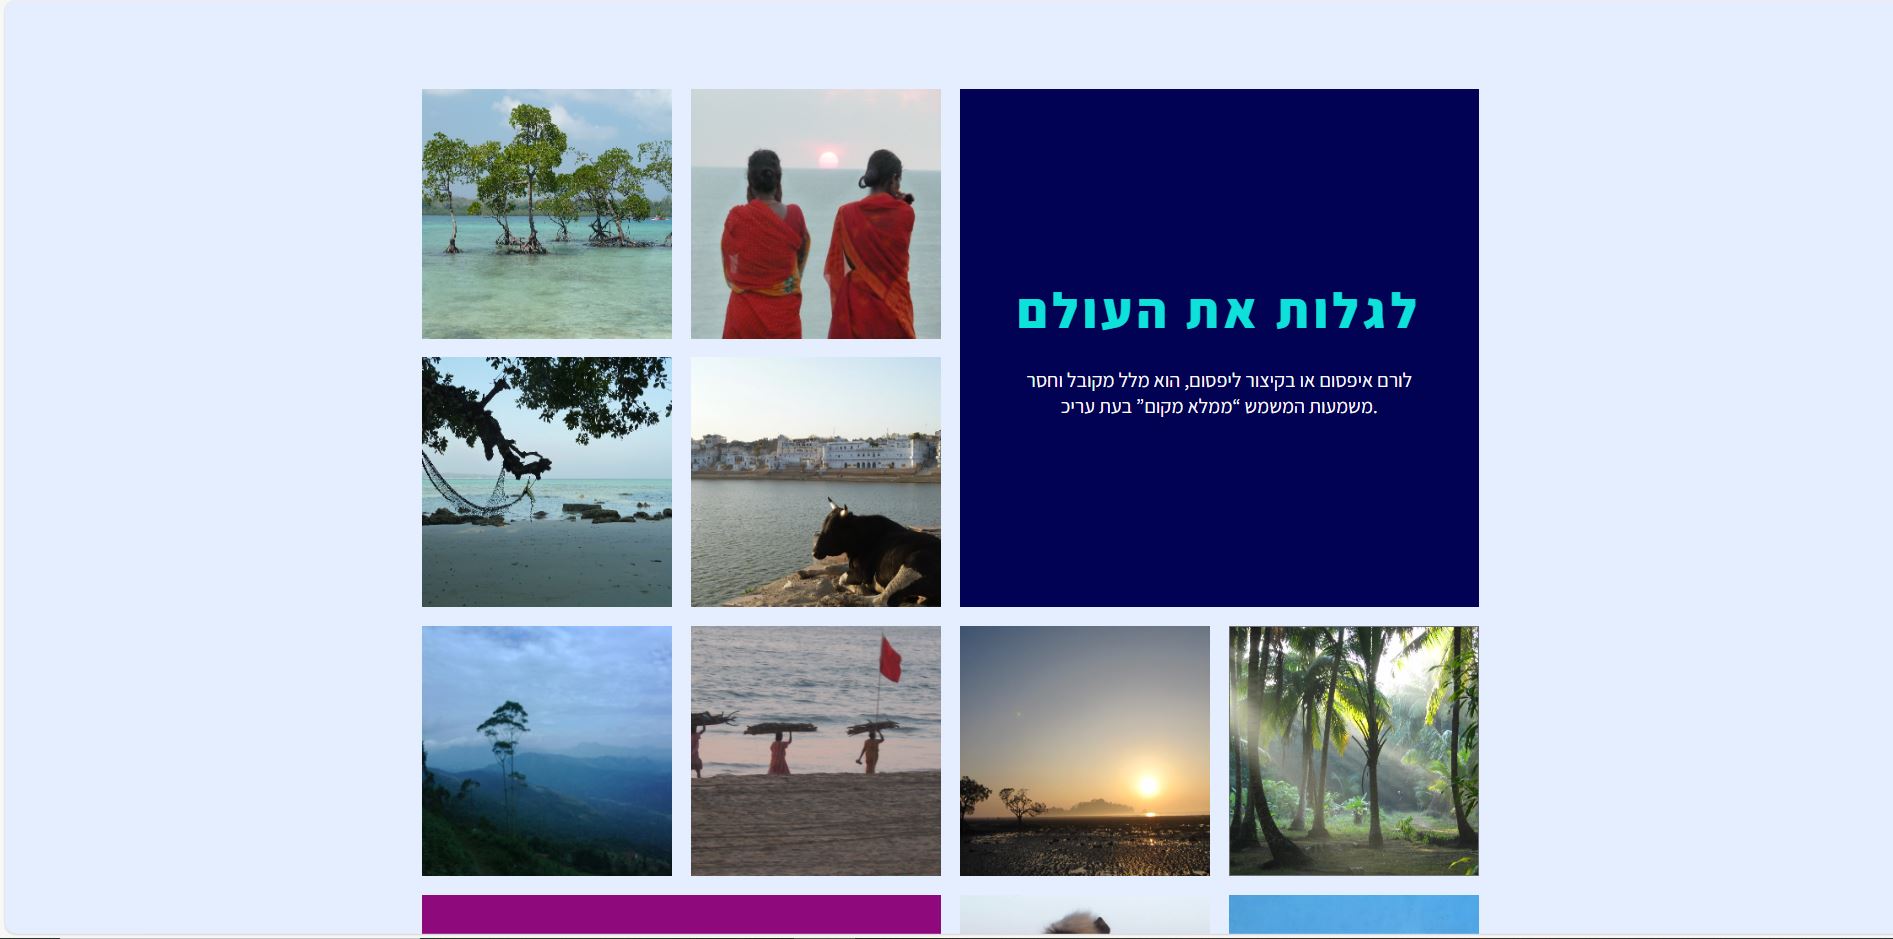 לגלות את העולם
לורם איפסום או בקיצור ליפסום, הוא מלל מקובל וחסר
.משמעות המשמש “ממלא מקום” בעת עריכ